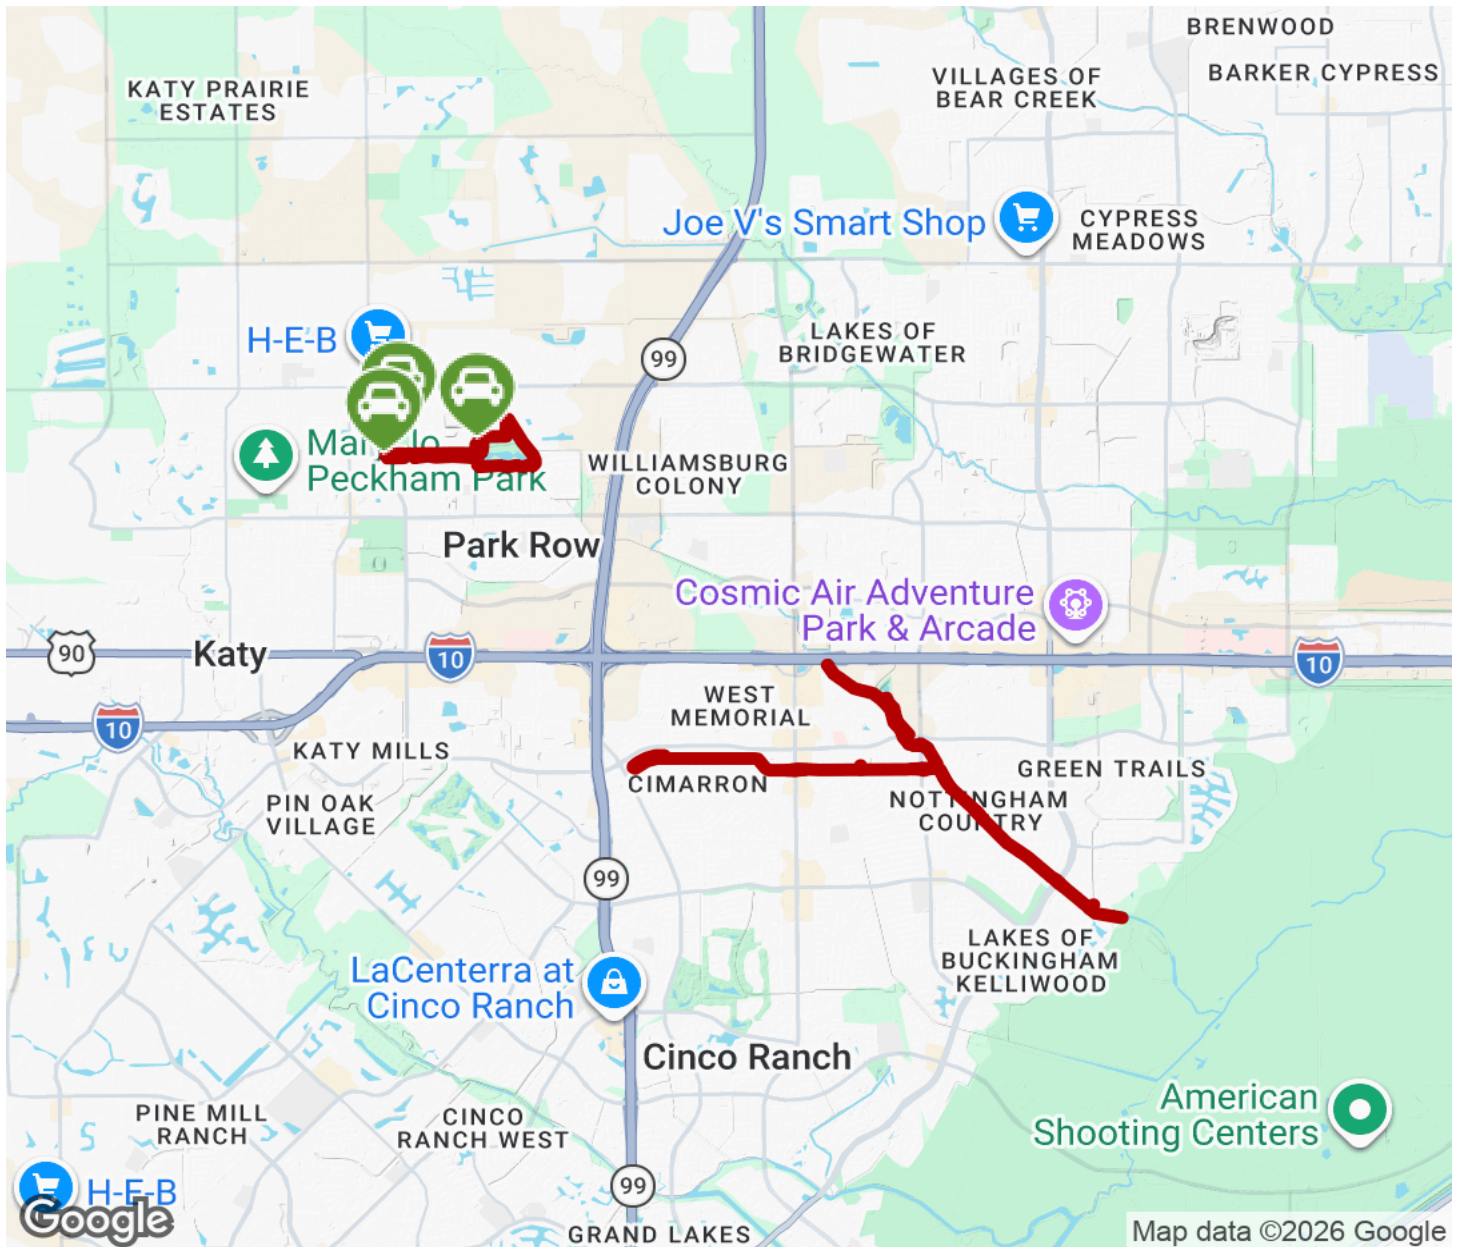 BRENWOOD
KATY PRAIRIE
ESTATES
VILLAGES OF
BEAR CREEK
BARKER CYPRESS
Joe V's Smart Shop
CYPRESS
MEADOWS
H-E-B
99
LAKES OF
BRIDGEWATER
Peckham Park
WILLIAMSBURG
COLONY
Park Row
Cosmic Air Adventure
Park & Arcade
90
Katy
10
10
10
WEST
MEMORIAL
KATY MILLS
CIMARRON
GREEN TRAILS
PIN OAK
VILLAGE
NOTTINGHAM
COUNTRY
99
LAKES OF
BUCKINGHAM
KELLIWOOD
LaCenterra at
Cinco Ranch
Cinco Ranch
American
Shooting Centers
PINE MILL
RANCH
CINCO
RANCH WEST
99
H-E-B
Google
GRAND LAKES
Map data ©2026 Google